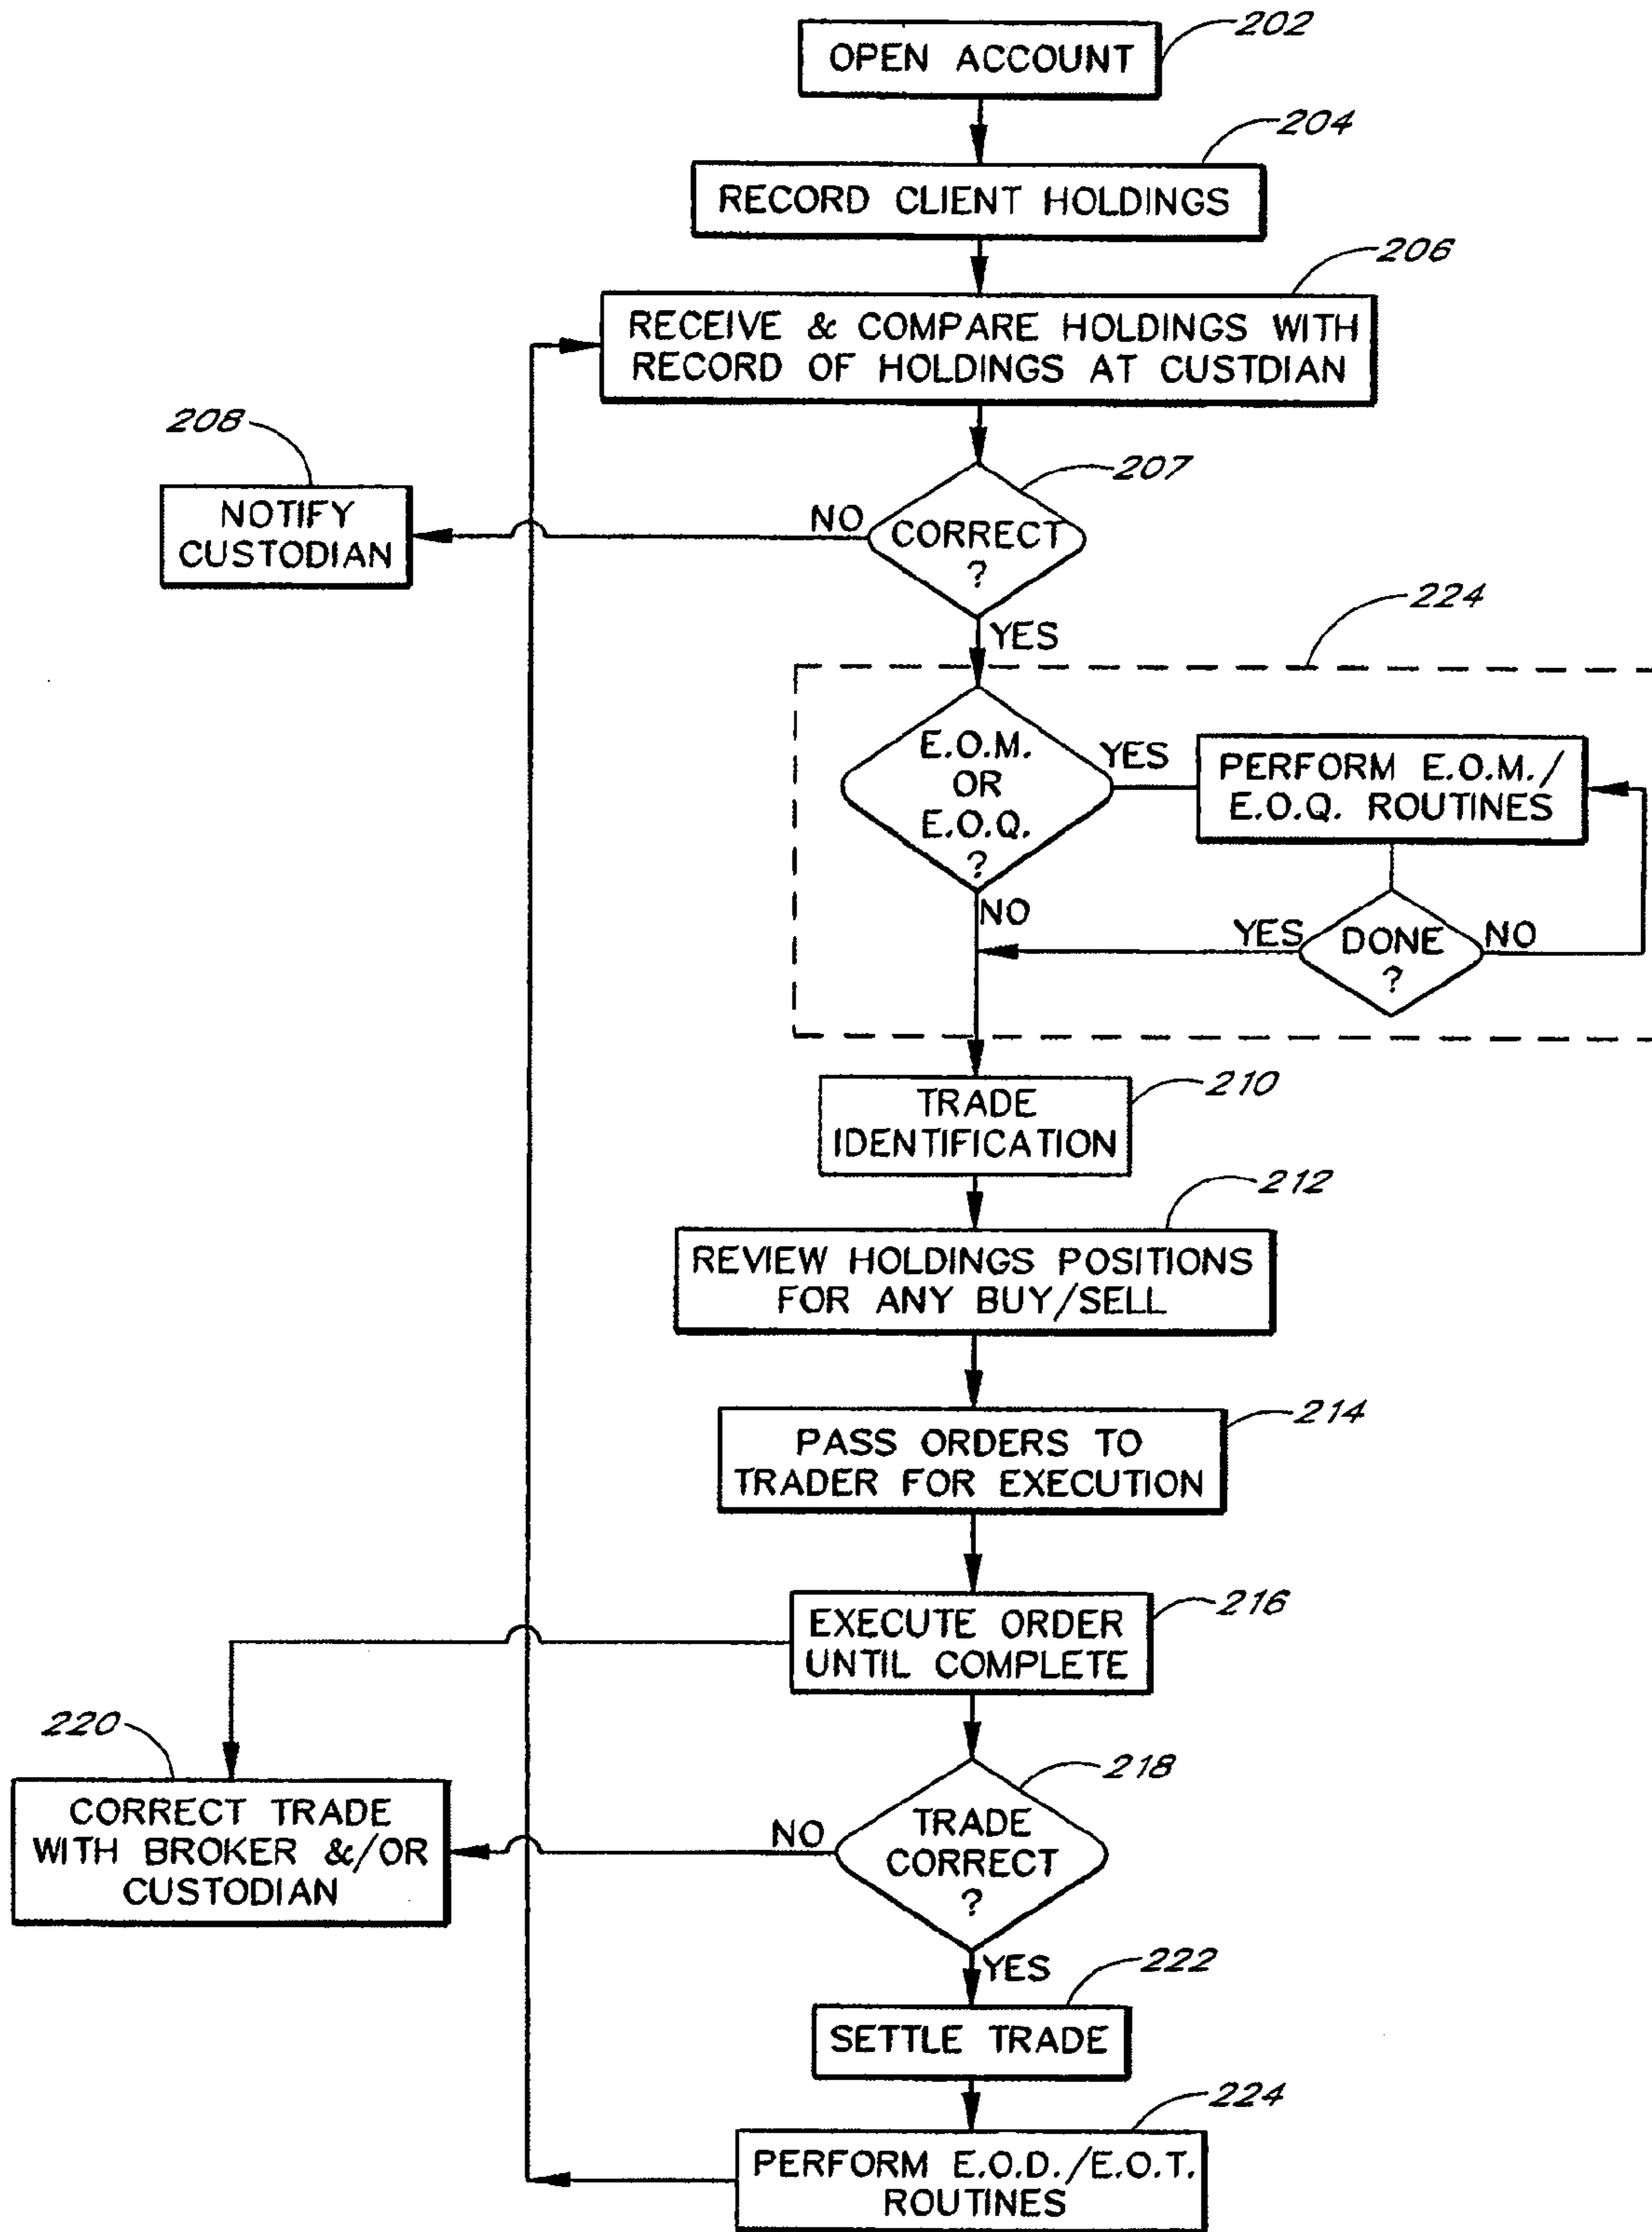 202
OPEN ACCOUNT
204
RECORD CLIENT HOLDINGS
206
RECEIVE & COMPARE HOLDINGS WITH
RECORD OF HOLDINGS AT CUSTDIAN
208
NOTIFY
CUSTODIAN
NO
207
CORRECT
?
YES
224
E.O.M.
OR
E.O.Q.
?
YES
PERFORM E.O.M./
E.O.Q. ROUTINES
NO
YES
DONE
?
NO
210
TRADE
IDENTIFICATION
212
REVIEW HOLDINGS POSITIONS
FOR ANY BUY/SELL
214
PASS ORDERS TO
TRADER FOR EXECUTION
216
EXECUTE ORDER
UNTIL COMPLETE
220
CORRECT TRADE
WITH BROKER &/OR
CUSTODIAN
NO
218
TRADE
CORRECT
?
YES
222
SETTLE TRADE
224
PERFORM E.O.D./E.O.T.
ROUTINES